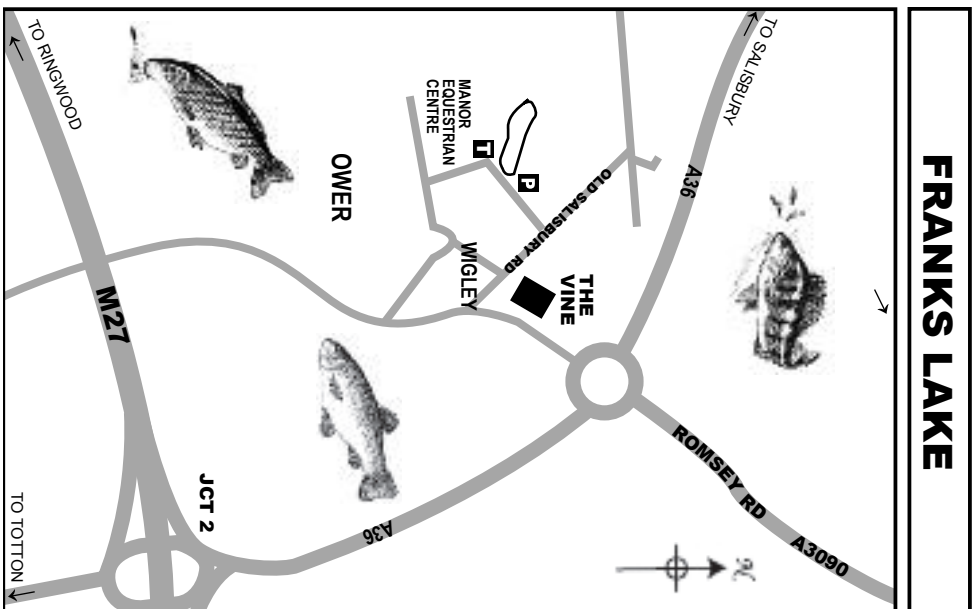 FRANKS LAKE
TO SALISBURY
A36
TO RINGWOOD
MANOR
EQUESTRIAN
CENTRE
T
P
OLD SALISBURY RD
OWER
WIGLEY
THE
VINE
M27
ROMSEY RD
A3090
JCT 2
A36
TO TOTTON
N